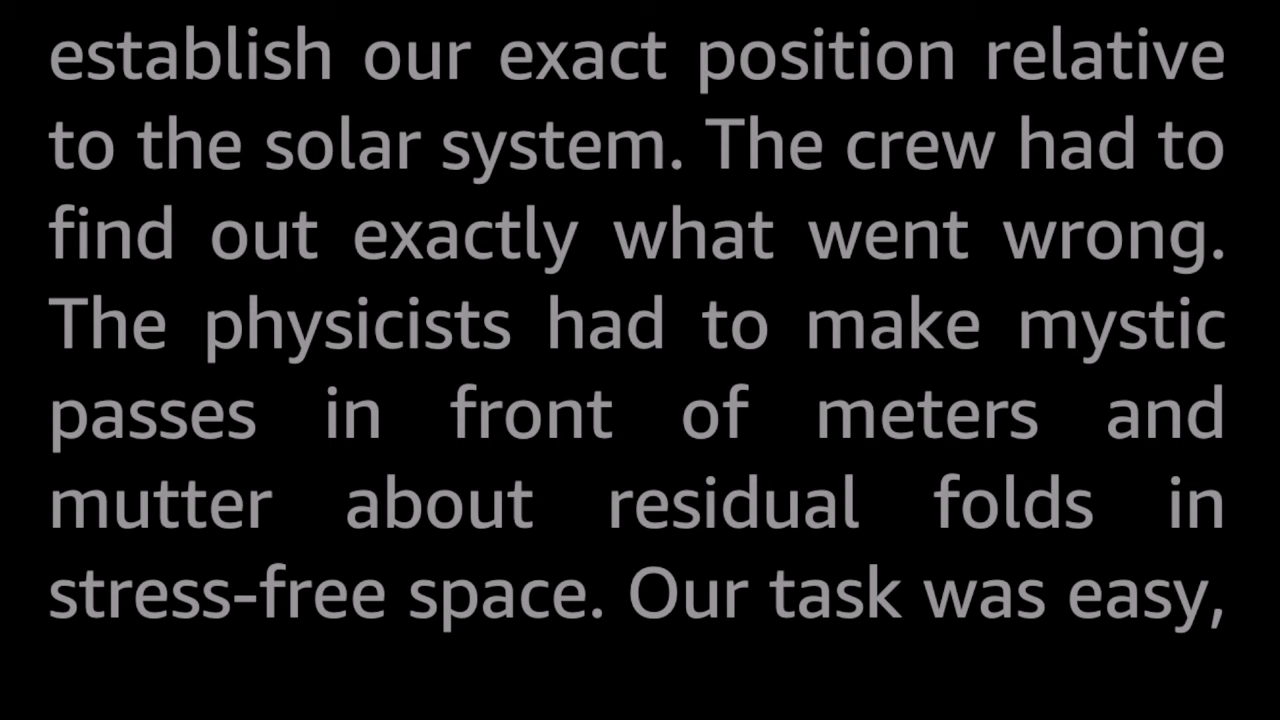 establish our exact position relative
to the solar system. The crew had to
find out exactly what went wrong.
The physicists had to make mystic
passes in front of meters and
mutter about residual folds in
stress-free space. Our task was easy,